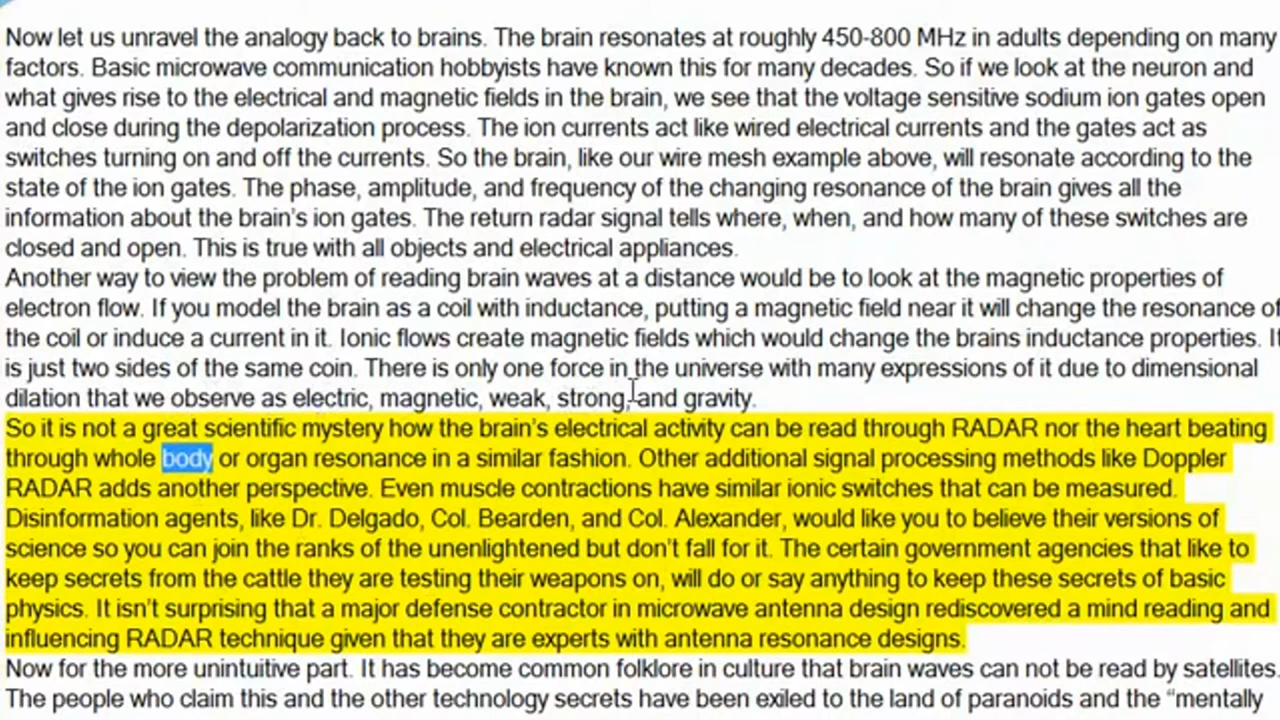 Now let us unravel the analogy back to brains. The brain resonates at roughly 450-800 MHz in adults depending on many
factors. Basic microwave communication hobbyists have known this for many decades. So if we look at the neuron and
what gives rise to the electrical and magnetic fields in the brain, we see that the voltage sensitive sodium ion gates open
and close during the depolarization process. The ion currents act like wired electrical currents and the gates act as
switches turning on and off the currents. So the brain, like our wire mesh example above, will resonate according to the
state of the ion gates. The phase, amplitude, and frequency of the changing resonance of the brain gives all the
information about the brain's ion gates. The return radar signal tells where, when, and how many of these switches are
closed and open. This is true with all objects and electrical appliances.
Another way to view the problem of reading brain waves at a distance would be to look at the magnetic properties of
electron flow. If you model the brain as a coil with inductance, putting a magnetic field near it will change the resonance of
the coil or induce a current in it. Ionic flows create magnetic fields which would change the brains inductance properties. It
is just two sides of the same coin. There is only one force in the universe with many expressions of it due to dimensional
dilation that we observe as electric, magnetic, weak, strong, and gravity.
So it is not a great scientific mystery how the brain's electrical activity can be read through RADAR nor the heart beating
through whole body or organ resonance in a similar fashion. Other additional signal processing methods like Doppler
RADAR adds another perspective. Even muscle contractions have similar ionic switches that can be measured.
Disinformation agents, like Dr. Delgado, Col. Bearden, and Col. Alexander, would like you to believe their versions of
science so you can join the ranks of the unenlightened but don't fall for it. The certain government agencies that like to
keep secrets from the cattle they are testing their weapons on, will do or say anything to keep these secrets of basic
physics. It isn't surprising that a major defense contractor in microwave antenna design rediscovered a mind reading and
influencing RADAR technique given that they are experts with antenna resonance designs.
Now for the more unintuitive part. It has become common folklore in culture that brain waves can not be read by satellites.
The people who claim this and the other technology secrets have been exiled to the land of paranoids and the “mentally